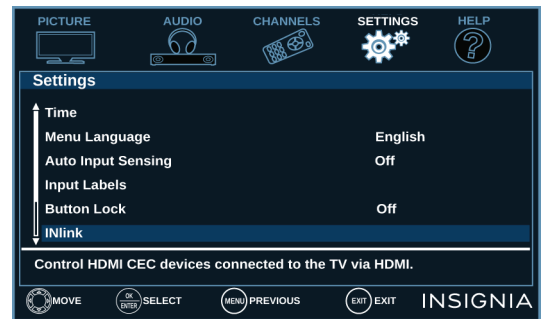 PICTURE AUDIO CHANNELS SETTINGS HELP
Settings
Time
Menu Language English
Auto Input Sensing Off
Input Labels
Button Lock Off
INlink
Control HDMI CEC devices connected to the TV via HDMI.
MOVE OK ENTER SELECT MENU PREVIOUS EXIT EXIT INSIGNIA